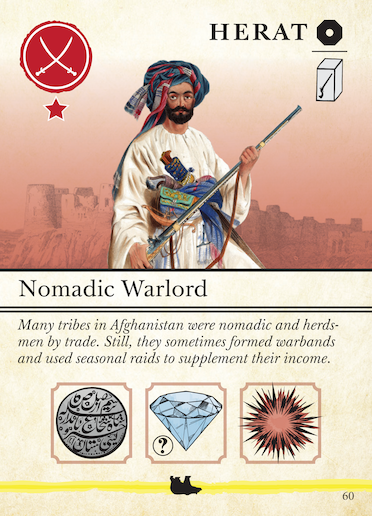 HERAT
Nomadic Warlord
Many tribes in Afghanistan were nomadic and herds-
men by trade. Still, they sometimes formed warbands
and used seasonal raids to supplement their income.
?
60